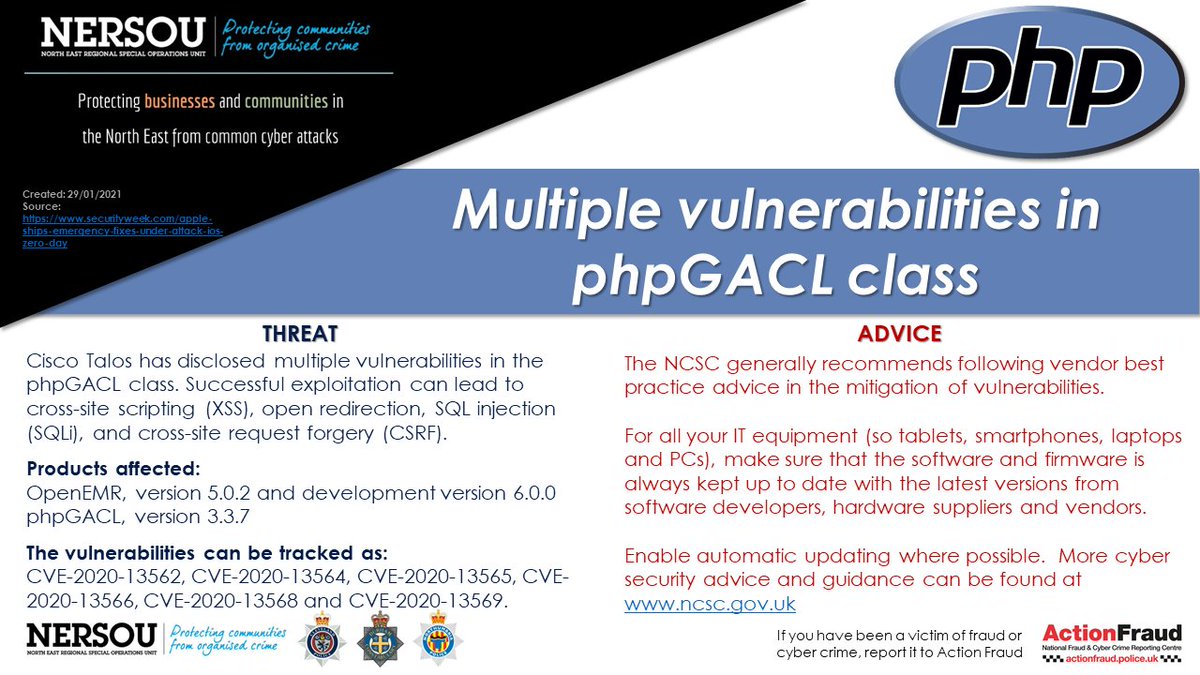 NERSOU
NORTH EAST REGIONAL SPECIAL OPERATIONS UNIT
Protecting communities
from organised crime
Protecting businesses and communities in
the North East from common cyber attacks
Created: 29/01/2021
Source:
https://www.securityweek.com/apple-
ships-emergency-fixes-under-attack-ios-
zero-day
php
Multiple vulnerabilities in
phpGACL class
THREAT
Cisco Talos has disclosed multiple vulnerabilities in the
phpGACL class. Successful exploitation can lead to
cross-site scripting (XSS), open redirection, SQL injection
(SQLi), and cross-site request forgery (CSRF).
Products affected:
OpenEMR, version 5.0.2 and development version 6.0.0
phpGACL, version 3.3.7
The vulnerabilities can be tracked as:
CVE-2020-13562, CVE-2020-13564, CVE-2020-13565, CVE-
2020-13566, CVE-2020-13568 and CVE-2020-13569.
ADVICE
The NCSC generally recommends following vendor best
practice advice in the mitigation of vulnerabilities.
For all your IT equipment (so tablets, smartphones, laptops
and PCs), make sure that the software and firmware is
always kept up to date with the latest versions from
software developers, hardware suppliers and vendors.
Enable automatic updating where possible.  More cyber
security advice and guidance can be found at
www.ncsc.gov.uk
NERSOU
NORTH EAST REGIONAL SPECIAL OPERATIONS UNIT
Protecting communities
from organised crime
If you have been a victim of fraud or
cyber crime, report it to Action Fraud
ActionFraud
National Fraud & Cyber Crime Reporting Centre
actionfraud.police.uk